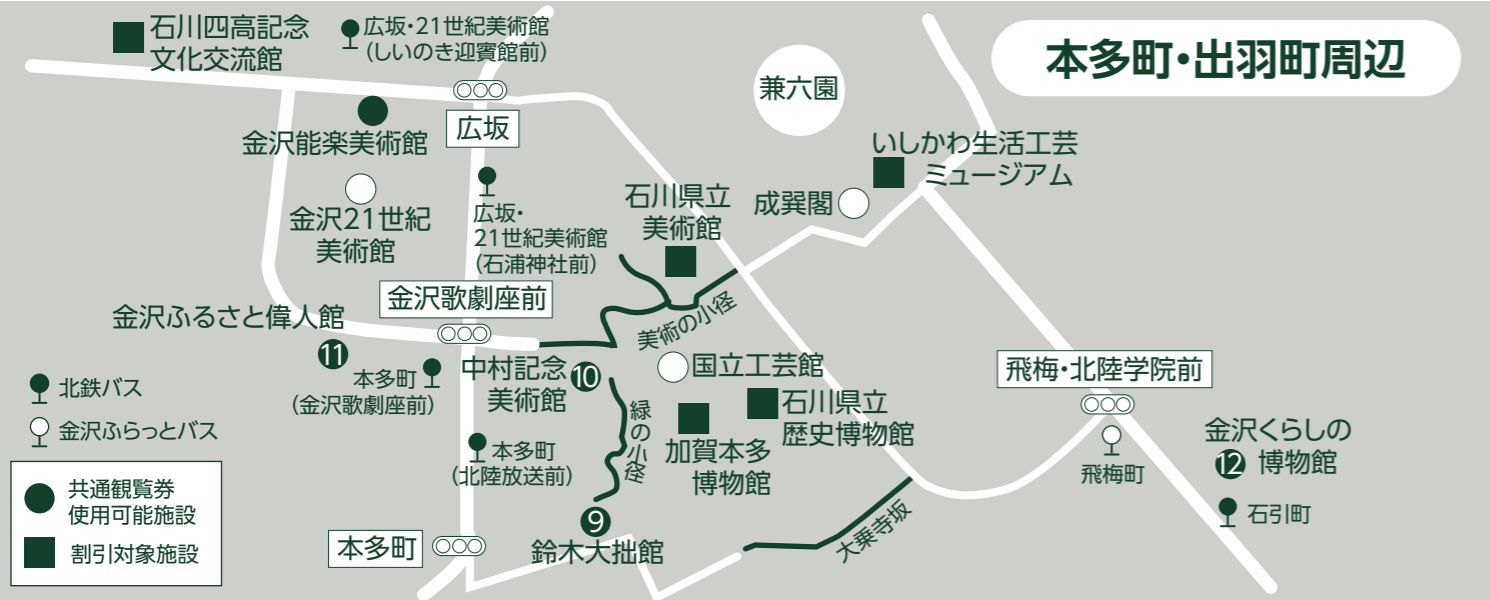 本多町・出羽町周辺
石川四高記念
文化交流館
広坂・21世紀美術館
(しいのき迎賓館前)
広坂
金沢能楽美術館
金沢21世紀
美術館
広坂・
21世紀美術館
(石浦神社前)
兼六園
いしかわ生活工芸
ミュージアム
成巽閣
石川県立
美術館
金沢歌劇座前
金沢ふるさと偉人館
11
本多町
(金沢歌劇座前)
中村記念
美術館
10
美術の小径
国立工芸館
石川県立
歴史博物館
加賀本多
博物館
緑の小径
本多町
(北陸放送前)
9
鈴木大拙館
本多町
大乗寺坂
飛梅・北陸学院前
飛梅町
金沢くらしの
12 博物館
石引町
北鉄バス
金沢ふらっとバス
共通観覧券
使用可能施設
割引対象施設